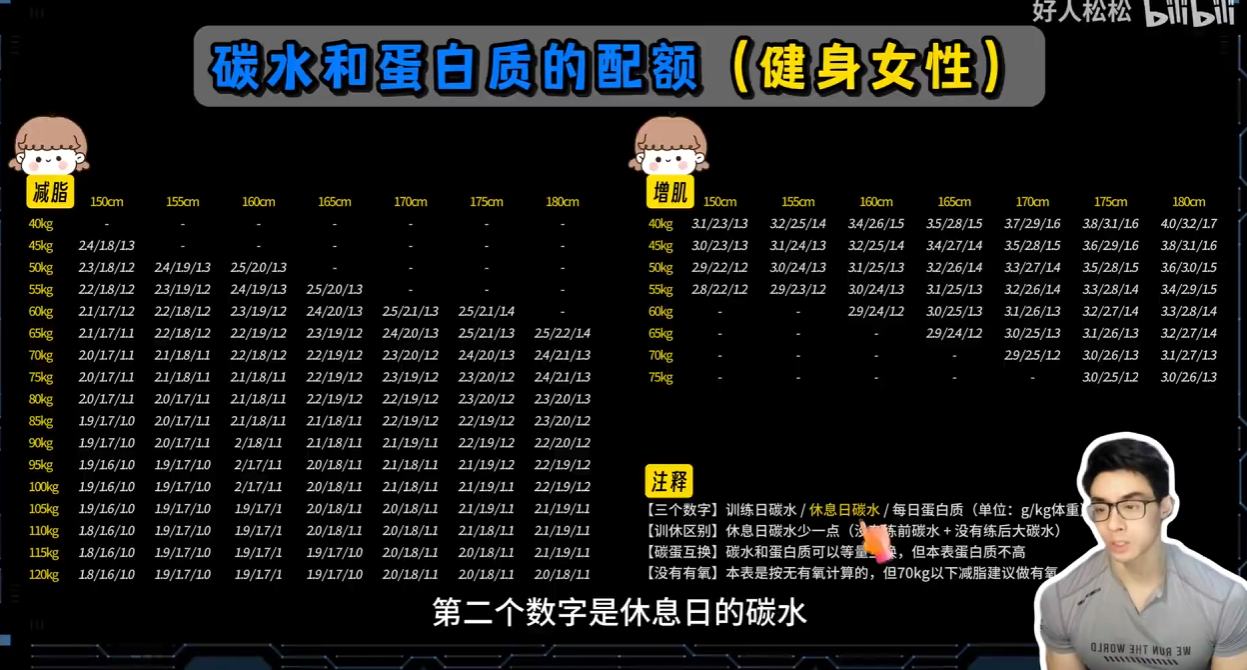 好人松松 bilibili
碳水和蛋白质的配额（健身女性）
减脂 150cm 155cm 160cm 165cm 170cm 175cm 180cm
40kg - - - - - - -
45kg 2.4/1.8/1.3 - - - - - -
50kg 2.3/1.8/1.2 2.4/1.9/1.3 2.5/2.0/1.3 - - - -
55kg 2.2/1.8/1.2 2.3/1.9/1.2 2.4/1.9/1.3 2.5/2.0/1.3 - - -
60kg 2.1/1.7/1.2 2.2/1.8/1.2 2.3/1.9/1.2 2.4/2.0/1.3 2.5/2.1/1.3 2.5/2.1/1.4 -
65kg 2.1/1.7/1.1 2.2/1.8/1.2 2.2/1.9/1.2 2.3/1.9/1.2 2.4/2.0/1.3 2.5/2.1/1.3 2.5/2.2/1.4
70kg 2.0/1.7/1.1 2.1/1.8/1.1 2.2/1.8/1.2 2.2/1.9/1.2 2.3/2.0/1.2 2.4/2.0/1.3 2.4/2.1/1.3
75kg 2.0/1.7/1.1 2.1/1.8/1.1 2.1/1.8/1.1 2.2/1.9/1.2 2.3/1.9/1.2 2.3/2.0/1.2 2.4/2.1/1.3
80kg 2.0/1.7/1.1 2.0/1.7/1.1 2.1/1.8/1.1 2.2/1.9/1.2 2.2/1.9/1.2 2.3/2.0/1.2 2.3/2.0/1.3
85kg 1.9/1.7/1.0 2.0/1.7/1.1 2.1/1.8/1.1 2.1/1.8/1.1 2.2/1.9/1.2 2.2/1.9/1.2 2.3/2.0/1.2
90kg 1.9/1.7/1.0 2.0/1.7/1.1 2/1.8/1.1 2.1/1.8/1.1 2.1/1.9/1.1 2.2/1.9/1.2 2.2/2.0/1.2
95kg 1.9/1.6/1.0 1.9/1.7/1.0 2/1.7/1.1 2.0/1.8/1.1 2.1/1.8/1.1 2.1/1.9/1.2 2.2/1.9/1.2
100kg 1.9/1.6/1.0 1.9/1.7/1.0 2/1.7/1.1 2.0/1.8/1.1 2.1/1.8/1.1 2.1/1.9/1.1 2.2/1.9/1.2
105kg 1.9/1.6/1.0 1.9/1.7/1.0 1.9/1.7/1 2.0/1.8/1.1 2.0/1.8/1.1 2.1/1.9/1.1 2.1/1.9/1.1
110kg 1.8/1.6/1.0 1.9/1.7/1.0 1.9/1.7/1 2.0/1.8/1.1 2.0/1.8/1.1 2.1/1.8/1.1 2.1/1.9/1.1
115kg 1.8/1.6/1.0 1.9/1.7/1.0 1.9/1.7/1 1.9/1.7/1.0 2.0/1.8/1.1 2.0/1.8/1.1 2.1/1.9/1.1
120kg 1.8/1.6/1.0 1.9/1.7/1.0 1.9/1.7/1 1.9/1.7/1.0 2.0/1.8/1.1 2.0/1.8/1.1 2.0/1.8/1.1
增肌 150cm 155cm 160cm 165cm 170cm 175cm 180cm
40kg 3.1/2.3/1.3 3.2/2.5/1.4 3.4/2.6/1.5 3.5/2.8/1.5 3.7/2.9/1.6 3.8/3.1/1.6 4.0/3.2/1.7
45kg 3.0/2.3/1.3 3.1/2.4/1.3 3.2/2.5/1.4 3.4/2.7/1.4 3.5/2.8/1.5 3.6/2.9/1.6 3.8/3.1/1.6
50kg 2.9/2.2/1.2 3.0/2.4/1.3 3.1/2.5/1.3 3.2/2.6/1.4 3.3/2.7/1.4 3.5/2.8/1.5 3.6/3.0/1.5
55kg 2.8/2.2/1.2 2.9/2.3/1.2 3.0/2.4/1.3 3.1/2.5/1.3 3.2/2.6/1.4 3.3/2.8/1.4 3.4/2.9/1.5
60kg - - 2.9/2.4/1.2 3.0/2.5/1.3 3.1/2.6/1.3 3.2/2.7/1.4 3.3/2.8/1.4
65kg - - - 2.9/2.4/1.2 3.0/2.5/1.3 3.1/2.6/1.3 3.2/2.7/1.4
70kg - - - - 2.9/2.5/1.2 3.0/2.6/1.3 3.1/2.7/1.3
75kg - - - - - 3.0/2.5/1.2 3.0/2.6/1.3
注释
【三个数字】训练日碳水 / 休息日碳水 / 每日蛋白质（单位：g/kg体重
【训休区别】休息日碳水少一点（没有练前碳水 + 没有练后大碳水）
【碳蛋互换】碳水和蛋白质可以等量互换，但本表蛋白质不高
【没有有氧】本表是按无有氧计算的，但70kg以下减脂建议做有氧
WE RUN THE WORLD
第二个数字是休息日的碳水